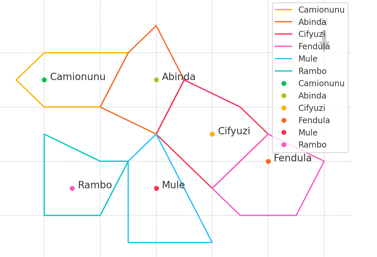 Camionunu
Abinda
Cifyuzi
Fendula
Mule
Rambo
Camionunu
Abinda
Cifyuzi
Fendula
Mule
Rambo
Camionunu
Abinda
Cifyuzi
Fendula
Rambo
Mule